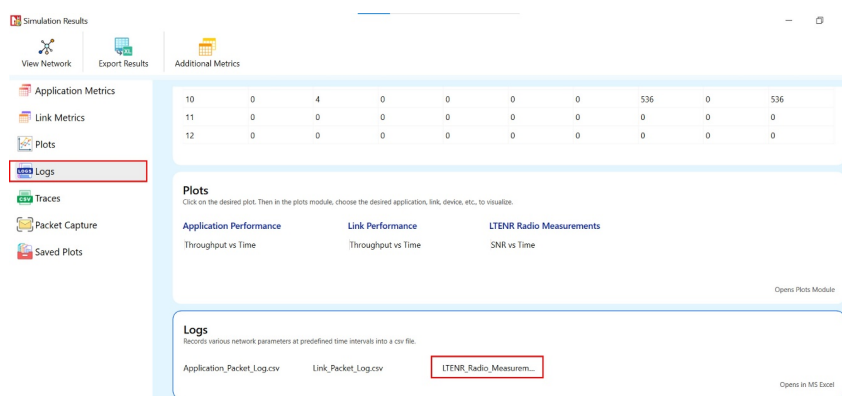 Simulation Results
View Network Export Results Additional Metrics
Application Metrics
Link Metrics
Plots
Logs
Traces
Packet Capture
Saved Plots
10 0 4 0 0 0 0 536 0 536
11 0 0 0 0 0 0 0 0 0
12 0 0 0 0 0 0 0 0 0
Plots
Click on the desired plot. Then in the plots module, choose the desired application, link, device, etc., to visualize.
Application Performance Link Performance LTENR Radio Measurements
Throughput vs Time Throughput vs Time SNR vs Time
Opens Plots Module
Logs
Records various network parameters at predefined time intervals into a csv file.
Application_Packet_Log.csv Link_Packet_Log.csv LTENR_Radio_Measurem...
Opens in MS Excel